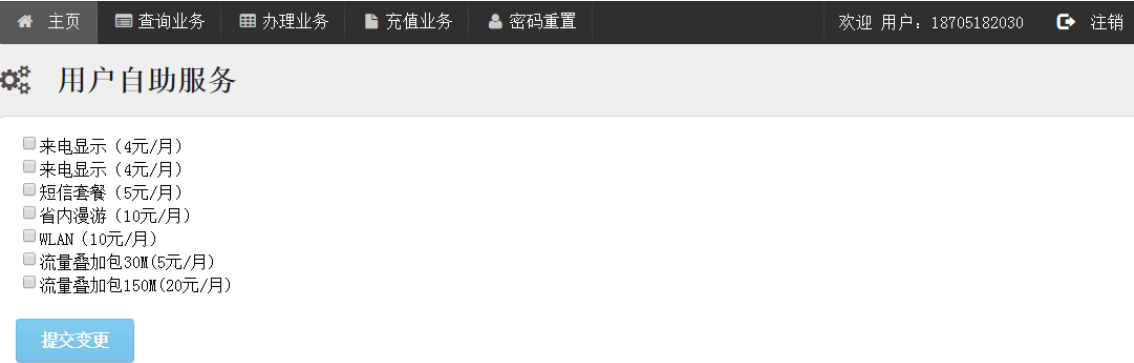 主页 查询业务 办理业务 充值业务 密码重置 欢迎 用户：18705182030 注销
用户自助服务
来电显示（4元/月）
来电显示（4元/月）
短信套餐（5元/月）
省内漫游（10元/月）
WLAN（10元/月）
流量叠加包30M(5元/月)
流量叠加包150M(20元/月)
提交变更